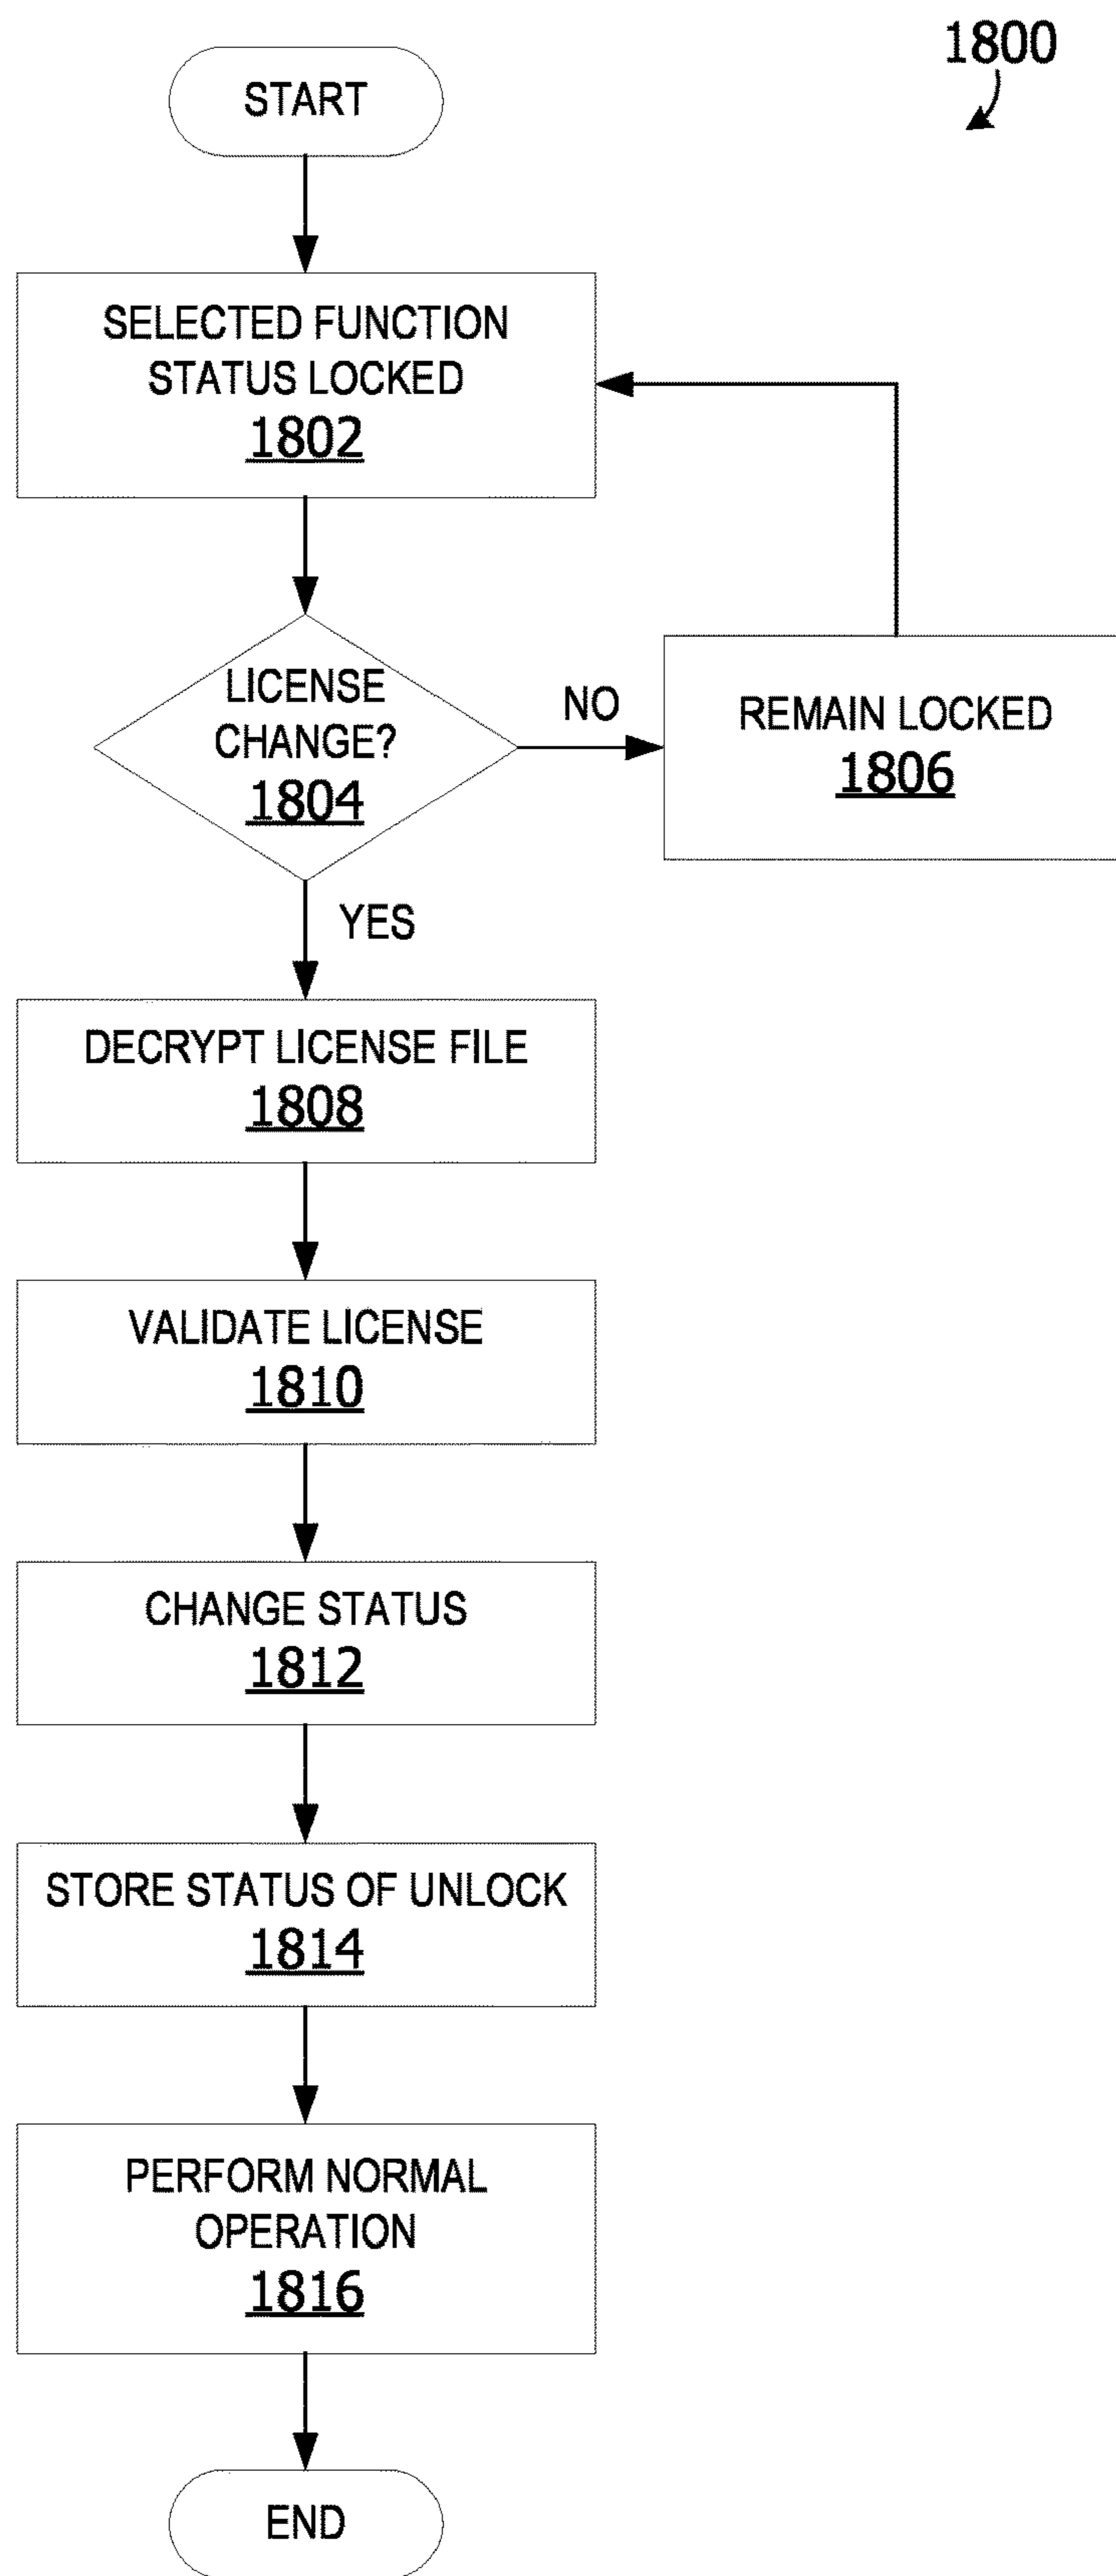 1800
START
SELECTED FUNCTION
STATUS LOCKED
1802
LICENSE
CHANGE?
1804
NO
REMAIN LOCKED
1806
YES
DECRYPT LICENSE FILE
1808
VALIDATE LICENSE
1810
CHANGE STATUS
1812
STORE STATUS OF UNLOCK
1814
PERFORM NORMAL
OPERATION
1816
END